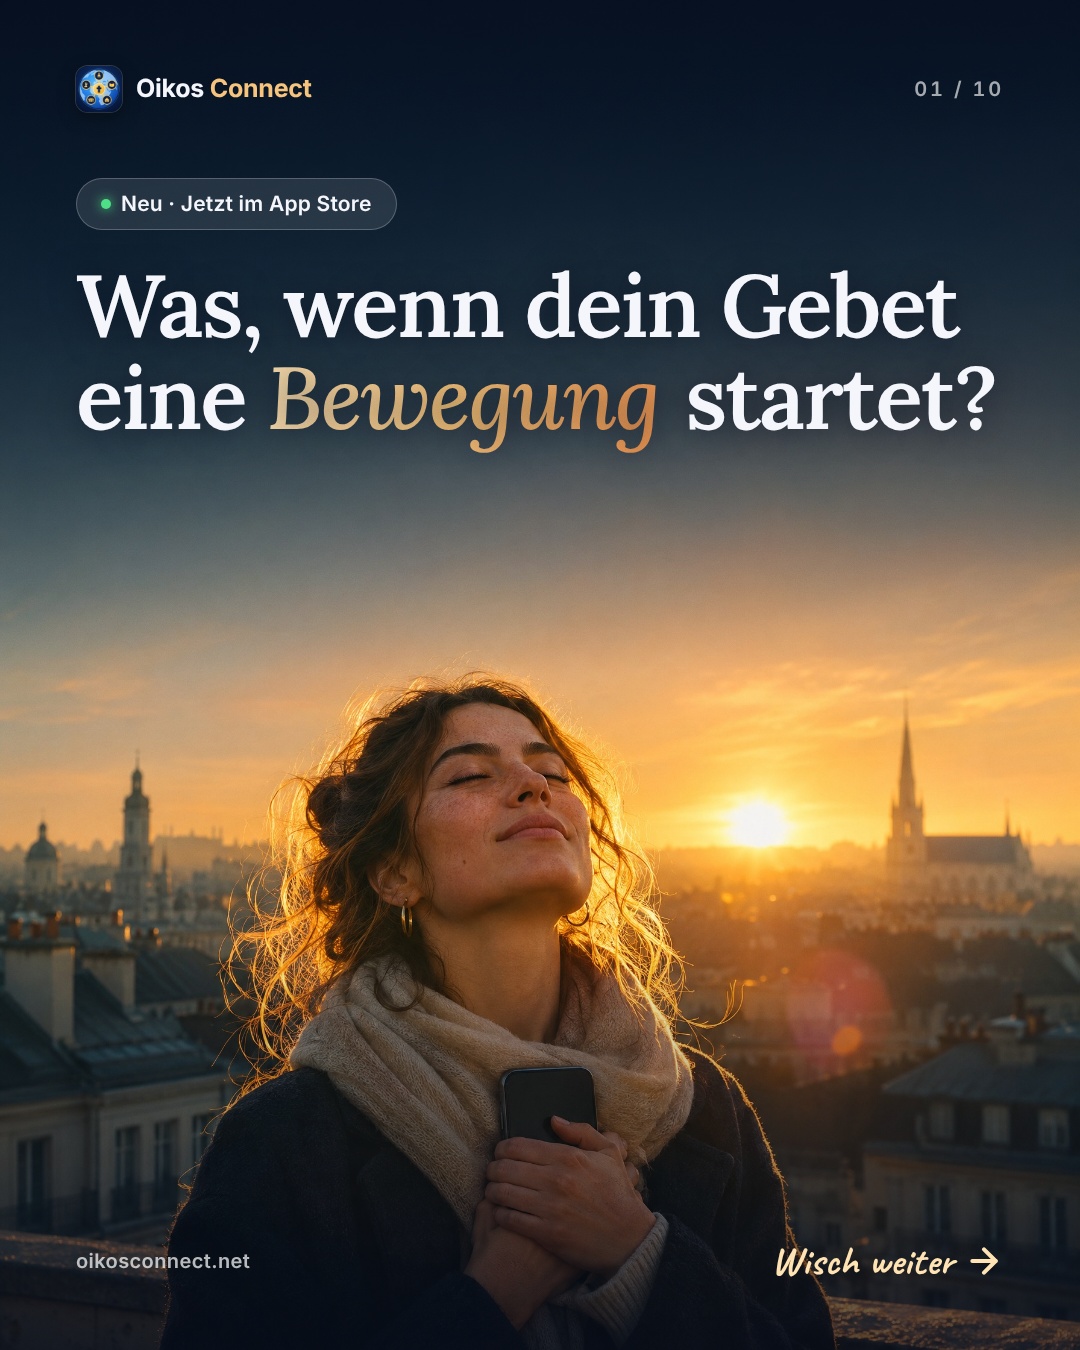 Oikos Connect
01 / 10
Neu · Jetzt im App Store
Was, wenn dein Gebet
eine Bewegung startet?
oikosconnect.net
Wisch weiter →